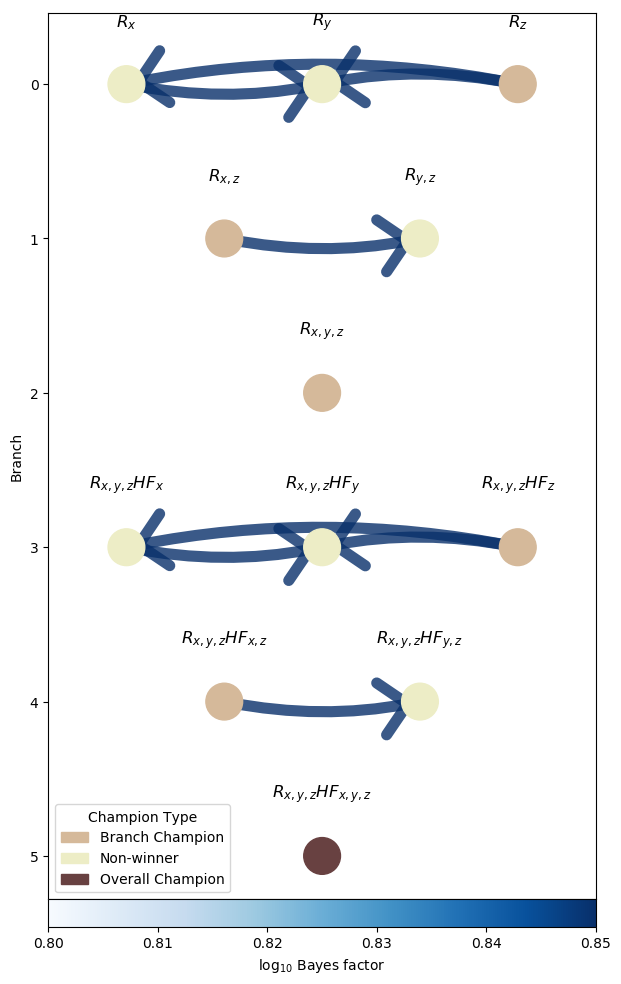 R_x R_y R_z
0
R_{x,z} R_{y,z}
1
R_{x,y,z}
2
R_{x,y,z}HF_x R_{x,y,z}HF_y R_{x,y,z}HF_z
3
R_{x,y,z}HF_{x,z} R_{x,y,z}HF_{y,z}
4
R_{x,y,z}HF_{x,y,z}
5
Branch
Champion Type
Branch Champion
Non-winner
Overall Champion
0.80 0.81 0.82 0.83 0.84 0.85
log_{10} Bayes factor